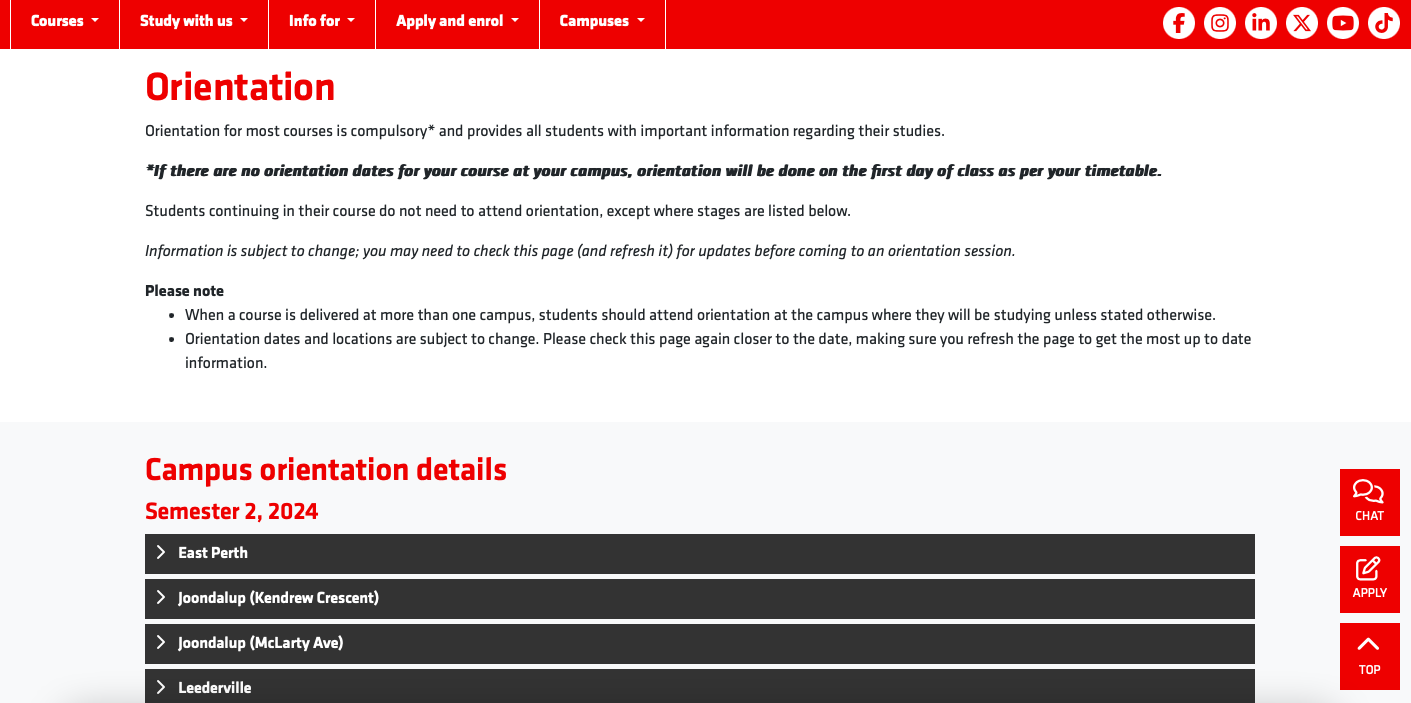 Courses
Study with us
Info for
Apply and enrol
Campuses
Orientation
Orientation for most courses is compulsory* and provides all students with important information regarding their studies.
*If there are no orientation dates for your course at your campus, orientation will be done on the first day of class as per your timetable.
Students continuing in their course do not need to attend orientation, except where stages are listed below.
Information is subject to change; you may need to check this page (and refresh it) for updates before coming to an orientation session.
Please note
When a course is delivered at more than one campus, students should attend orientation at the campus where they will be studying unless stated otherwise.
Orientation dates and locations are subject to change. Please check this page again closer to the date, making sure you refresh the page to get the most up to date
information.
Campus orientation details
Semester 2, 2024
East Perth
Joondalup (Kendrew Crescent)
Joondalup (McLarty Ave)
Leederville
CHAT
APPLY
TOP